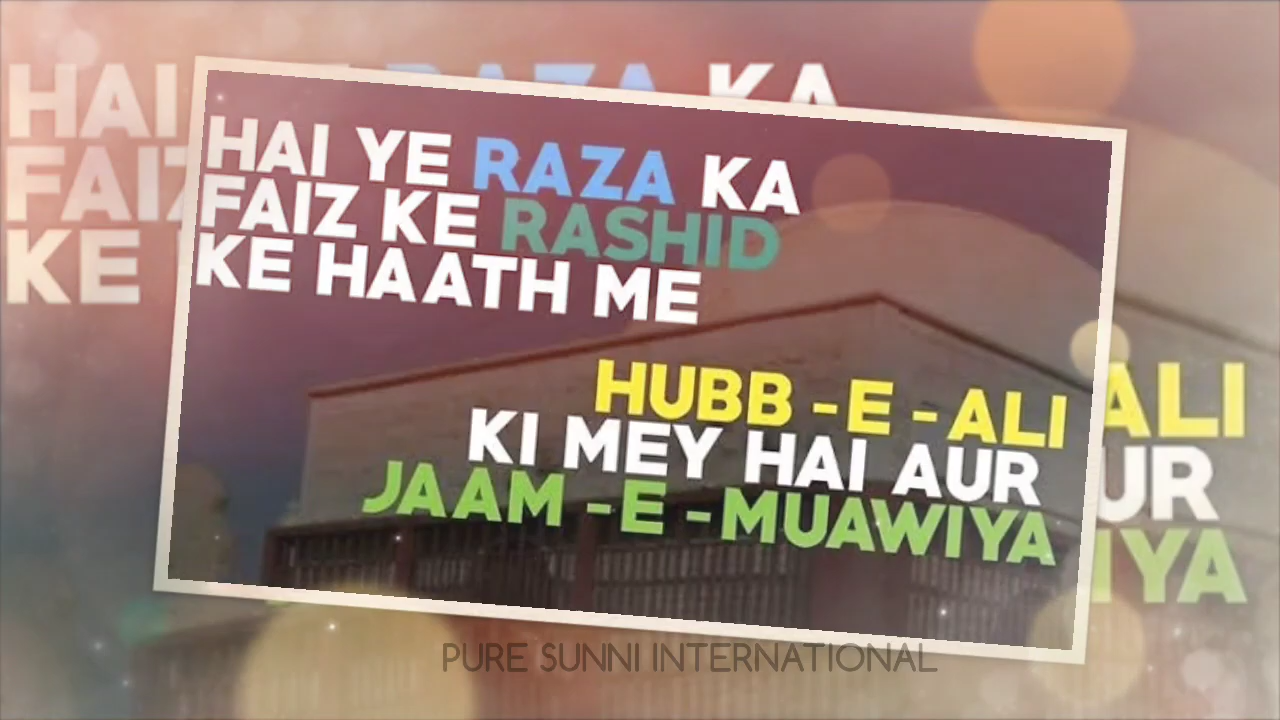 HAI YE RAZA KA
FAIZ KE RASHID
KE HAATH ME
HUBB -E -ALI
KI MEY HAI AUR
JAAM -E -MUAWIYA
PURE SUNNI INTERNATIONAL